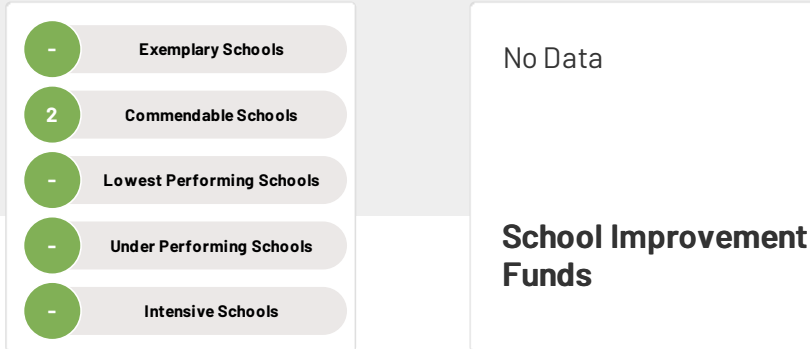 - Exemplary Schools
2 Commendable Schools
- Lowest Performing Schools
- Under Performing Schools
- Intensive Schools
No Data
School Improvement
Funds